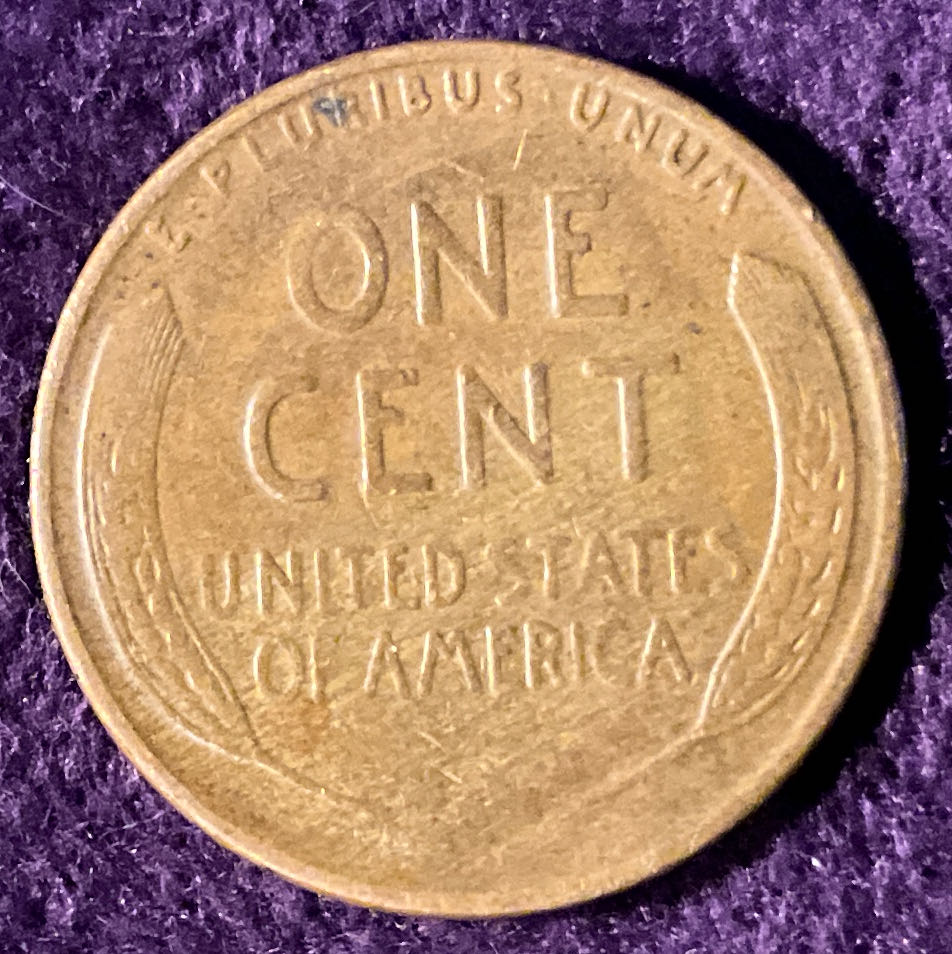 E·PLURIBUS·UNUM
ONE
CENT
UNITED STATES
OF AMERICA